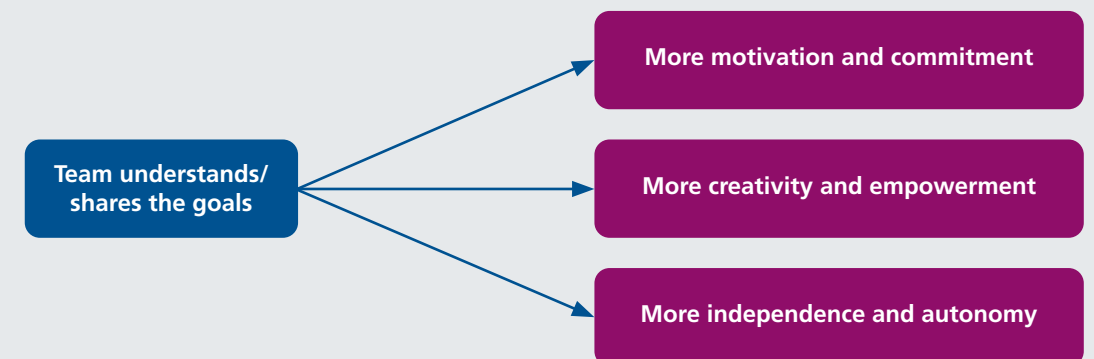 More motivation and commitment
Team understands/
shares the goals
More creativity and empowerment
More independence and autonomy